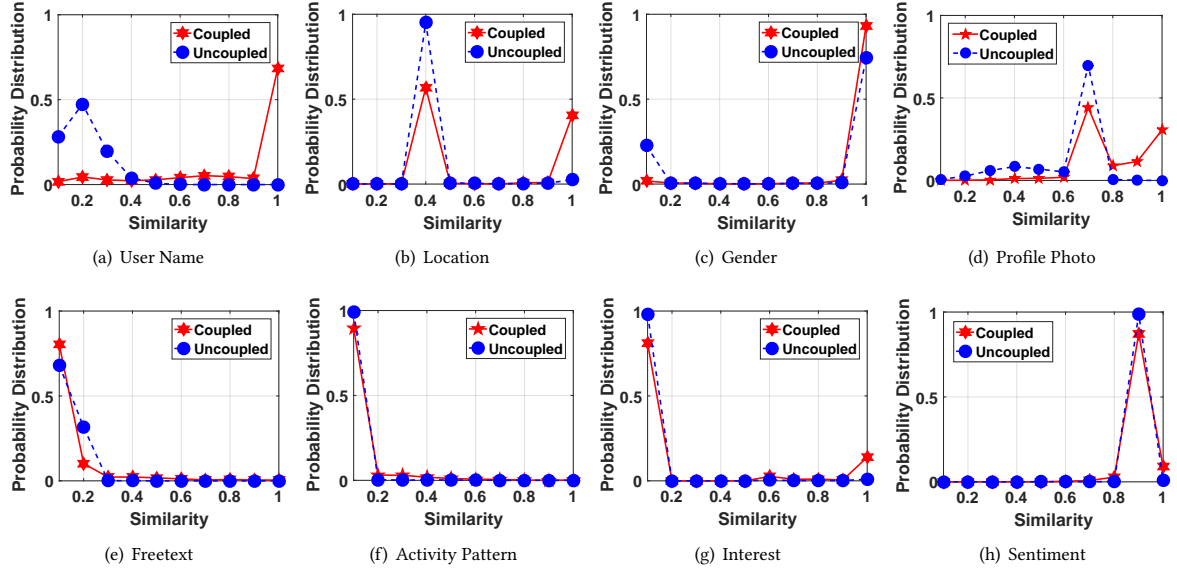 Probability Distribution
1
0.5
0
0.2 0.4 0.6 0.8 1
Similarity
Coupled
Uncoupled
(a) User Name
Probability Distribution
1
0.5
0
0.2 0.4 0.6 0.8 1
Similarity
Coupled
Uncoupled
(b) Location
Probability Distribution
1
0.5
0
0.2 0.4 0.6 0.8 1
Similarity
Coupled
Uncoupled
(c) Gender
Probability Distribution
1
0.5
0
0.2 0.4 0.6 0.8 1
Similarity
Coupled
Uncoupled
(d) Profile Photo
Probability Distribution
1
0.5
0
0.2 0.4 0.6 0.8 1
Similarity
Coupled
Uncoupled
(e) Freetext
Probability Distribution
1
0.5
0
0.2 0.4 0.6 0.8 1
Similarity
Coupled
Uncoupled
(f) Activity Pattern
Probability Distribution
1
0.5
0
0.2 0.4 0.6 0.8 1
Similarity
Coupled
Uncoupled
(g) Interest
Probability Distribution
1
0.5
0
0.2 0.4 0.6 0.8 1
Similarity
Coupled
Uncoupled
(h) Sentiment